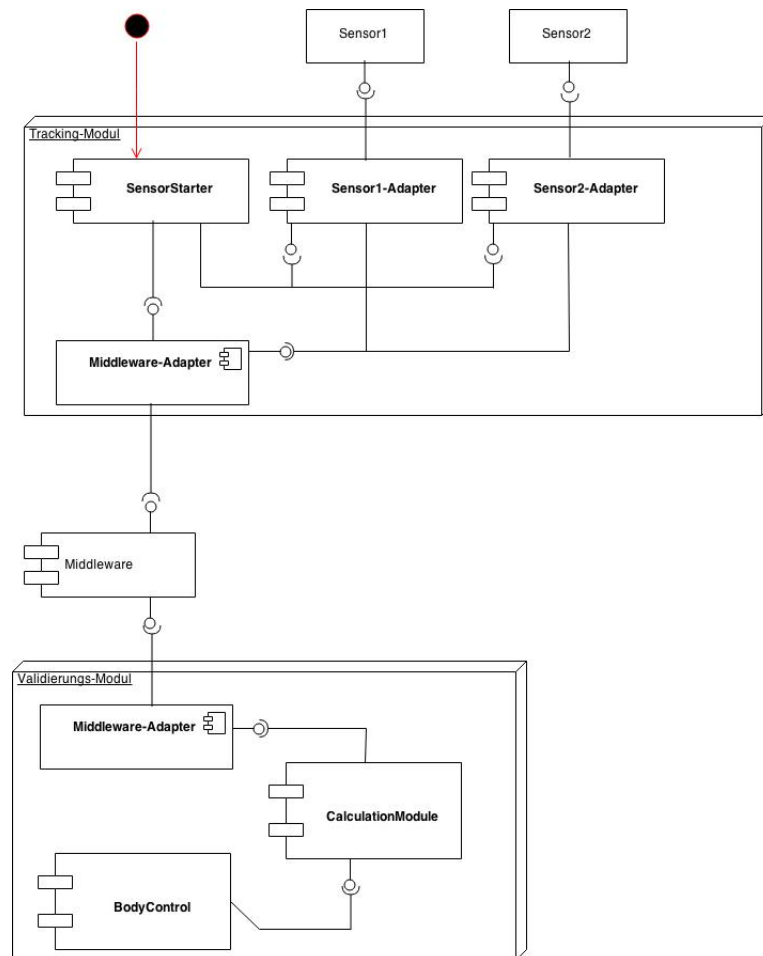 Sensor1
Sensor2
Tracking-Modul
SensorStarter
Sensor1-Adapter
Sensor2-Adapter
Middleware-Adapter
Middleware
Validierungs-Modul
Middleware-Adapter
CalculationModule
BodyControl